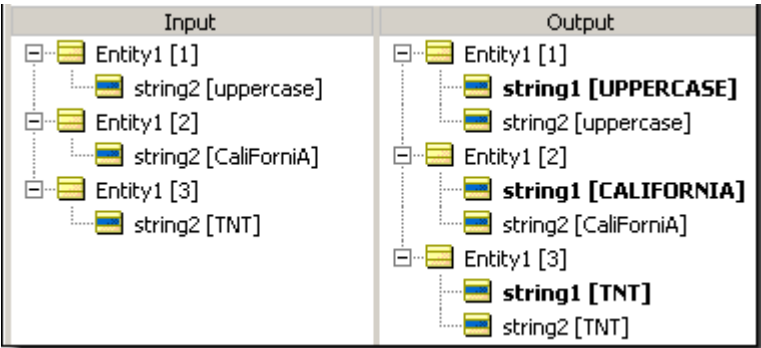 Input
Entity1 [1]
string2 [uppercase]
Entity1 [2]
string2 [CaliForniA]
Entity1 [3]
string2 [TNT]
Output
Entity1 [1]
string1 [UPPERCASE]
string2 [uppercase]
Entity1 [2]
string1 [CALIFORNIA]
string2 [CaliForniA]
Entity1 [3]
string1 [TNT]
string2 [TNT]